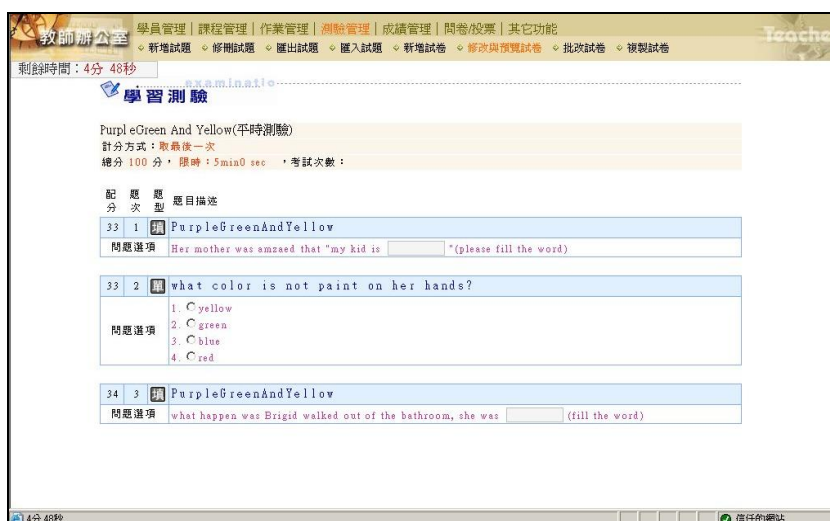 教師辦公室
學員管理 | 課程管理 | 作業管理 | 測驗管理 | 成績管理 | 問卷/投票 | 其它功能
Teache
新增試題 修刪試題 匯出試題 匯入試題 新增試卷 修改與預覽試卷 批改試卷 複製試卷
剩餘時間：4分 48秒
examinatio
學習測驗
Purpl eGreen And Yellow(平時測驗)
計分方式：取最後一次
總分 100 分， 限時：5min0 sec ，考試次數：
配分 題次 題型 題目描述
33 1 填 PurpleGreenAndYellow
問題選項 Her mother was amzaed that "my kid is "(please fill the word)
33 2 單 what color is not paint on her hands?
問題選項
1. yellow
2. green
3. blue
4. red
34 3 填 PurpleGreenAndYellow
問題選項 what happen was Brigid walked out of the bathroom, she was (fill the word)
4分 48秒 信任的網站